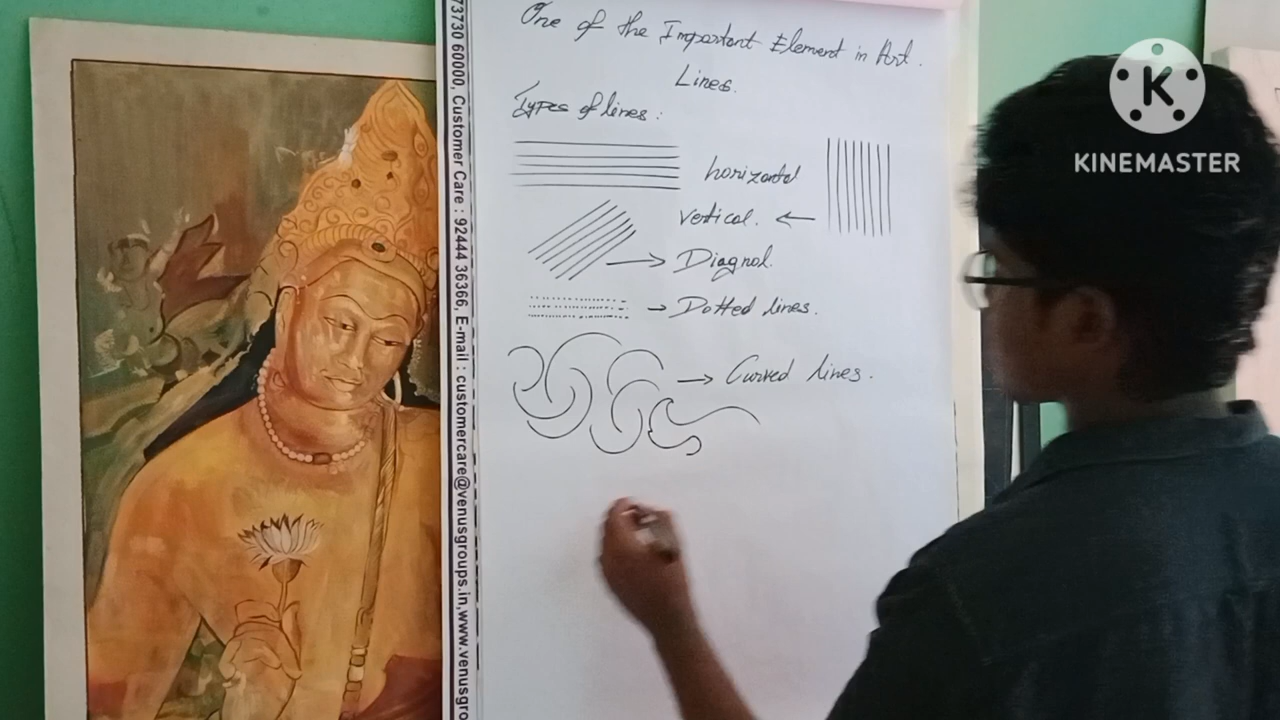 One of the Important Element in Art.
Lines.
Types of lines:
horizontal
Vertical.
Diagnol.
Dotted lines.
Curved lines.
73730 60000, Customer Care : 92444 36366, E-mail : customercare@venusgroups.in,www.venusgro
K
KINEMASTER